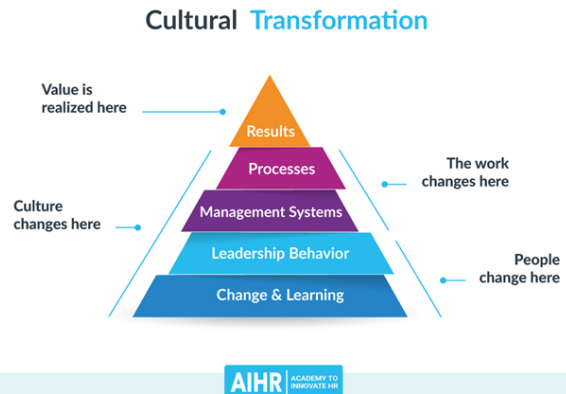 Cultural Transformation
Value is
realized here
Results
Processes
The work
changes here
Management Systems
Culture
changes here
Leadership Behavior
People
change here
Change & Learning
AIHR
ACADEMY TO
INNOVATE HR